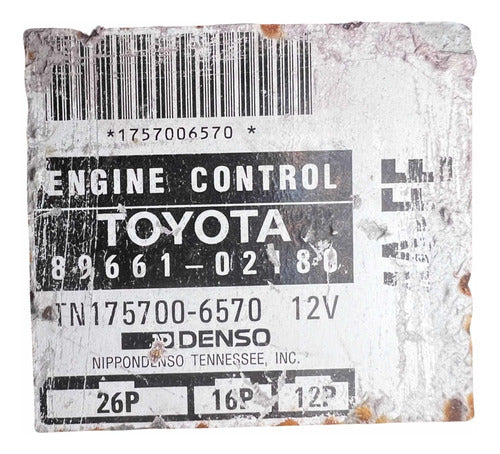 *1757006570 *
ENGINE CONTROL
TOYOTA
89661-02180
TN175700-6570 12V
DENSO
NIPPONDENSO TENNESSEE, INC.
26P 16P 12P